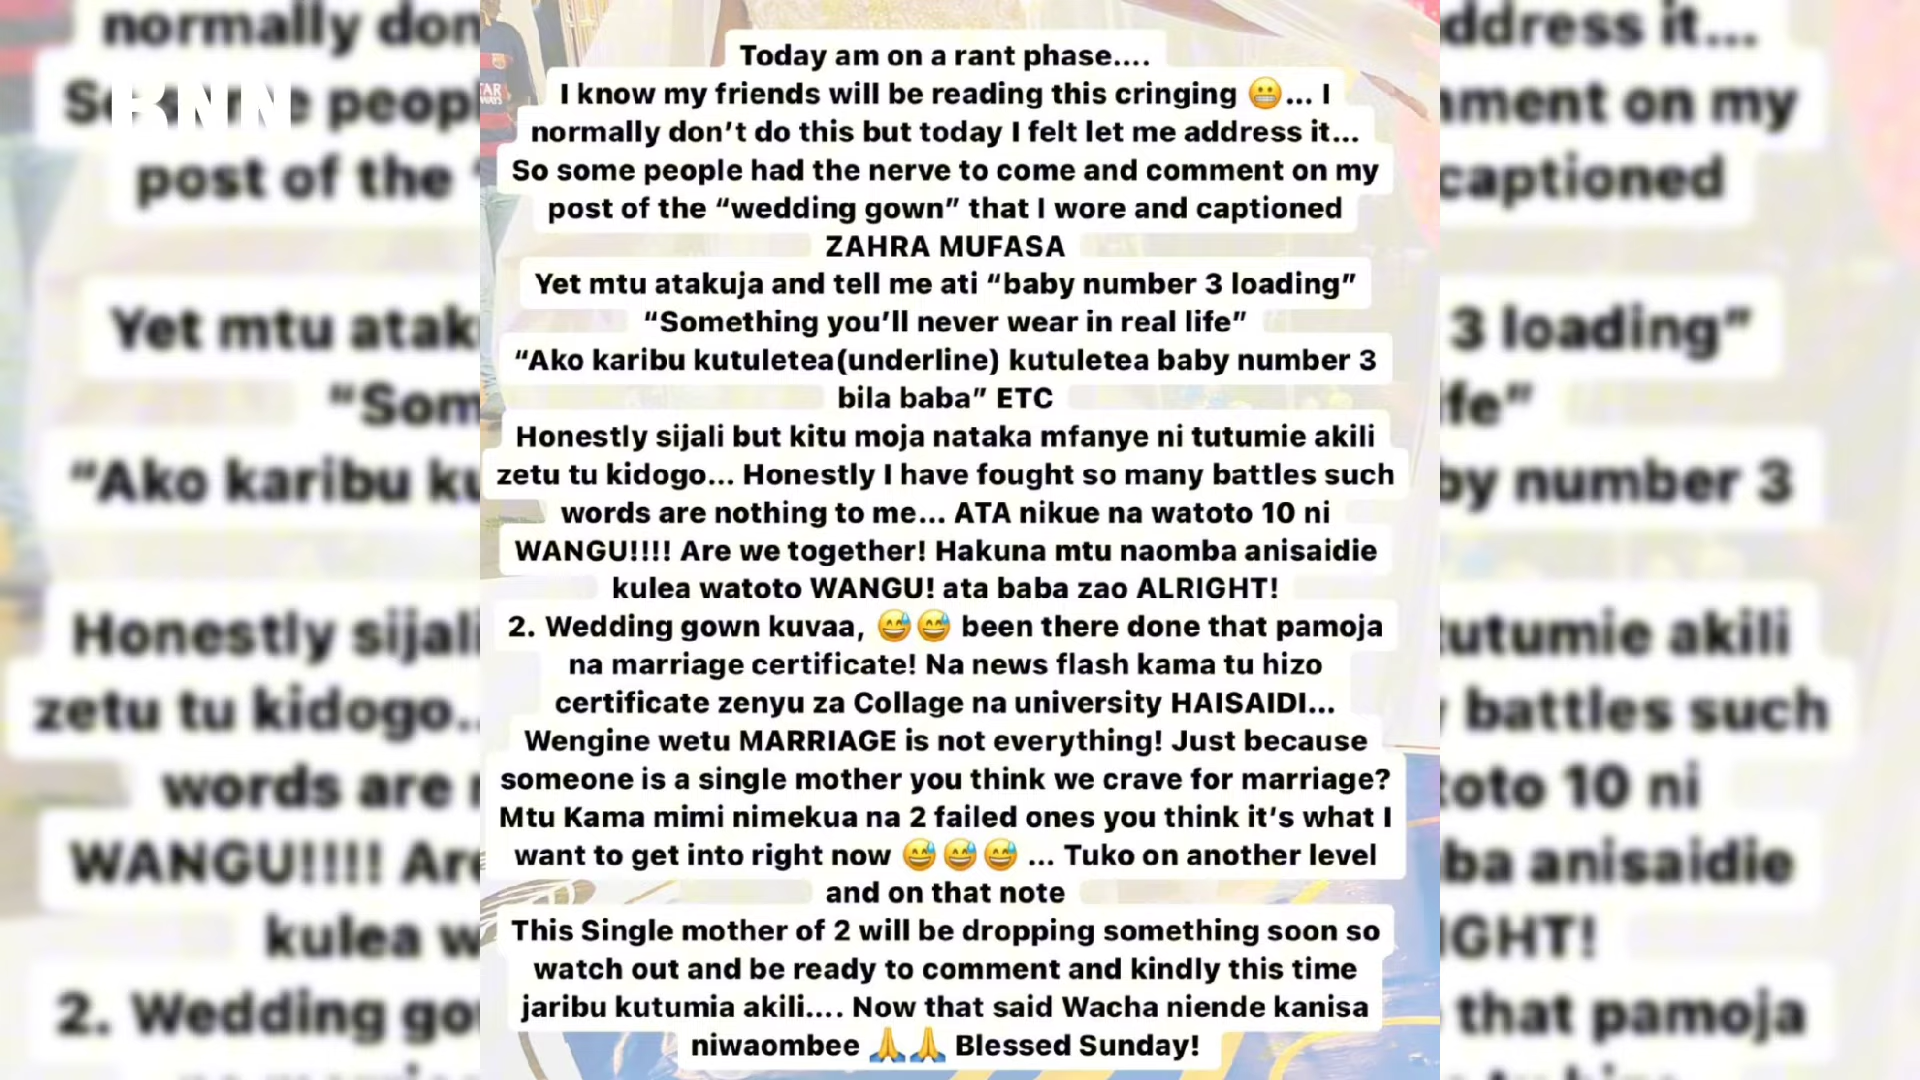 BNN
Today am on a rant phase....
I know my friends will be reading this cringing 😬... I
normally don't do this but today I felt let me address it...
So some people had the nerve to come and comment on my
post of the “wedding gown” that I wore and captioned
ZAHRA MUFASA
Yet mtu atakuja and tell me ati “baby number 3 loading”
“Something you'll never wear in real life”
“Ako karibu kutuletea(underline) kutuletea baby number 3
bila baba” ETC
Honestly sijali but kitu moja nataka mfanye ni tutumie akili
zetu tu kidogo... Honestly I have fought so many battles such
words are nothing to me... ATA nikue na watoto 10 ni
WANGU!!!! Are we together! Hakuna mtu naomba anisaidie
kulea watoto WANGU! ata baba zao ALRIGHT!
2. Wedding gown kuvaa, 😅😅 been there done that pamoja
na marriage certificate! Na news flash kama tu hizo
certificate zenyu za Collage na university HAISAIDI...
Wengine wetu MARRIAGE is not everything! Just because
someone is a single mother you think we crave for marriage?
Mtu Kama mimi nimekua na 2 failed ones you think it's what I
want to get into right now 😅😅😅 ... Tuko on another level
and on that note
This Single mother of 2 will be dropping something soon so
watch out and be ready to comment and kindly this time
jaribu kutumia akili.... Now that said Wacha niende kanisa
niwaombee 🙏🙏 Blessed Sunday!